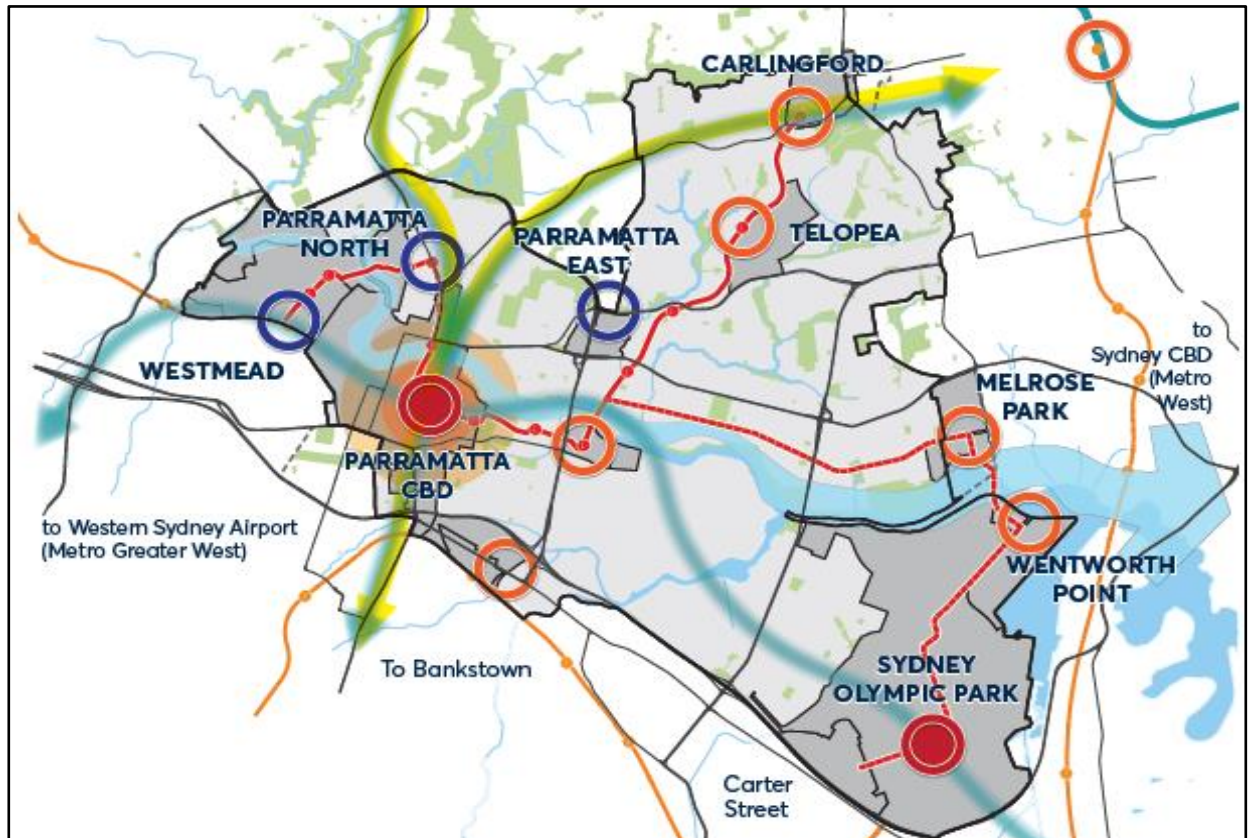 CARLINGFORD
PARRAMATTA
NORTH
PARRAMATTA
EAST
TELOPEA
WESTMEAD
to
Sydney CBD
(Metro
West)
MELROSE
PARK
PARRAMATTA
CBD
to Western Sydney Airport
(Metro Greater West)
WENTWORTH
POINT
To Bankstown
SYDNEY
OLYMPIC PARK
Carter
Street